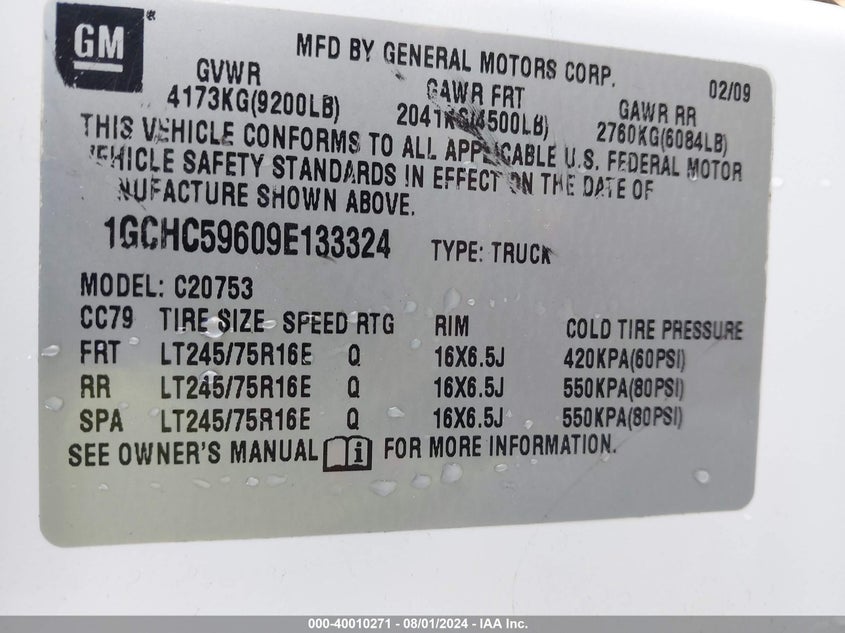 GM
MFD BY GENERAL MOTORS CORP. 02/09
GVWR GAWR FRT GAWR RR
4173KG(9200LB) 2041KG(4500LB) 2760KG(6084LB)
THIS VEHICLE CONFORMS TO ALL APPLICABLE U.S. FEDERAL MOTOR
VEHICLE SAFETY STANDARDS IN EFFECT ON THE DATE OF
NUFACTURE SHOWN ABOVE.
1GCHC59609E133324 TYPE: TRUCK
MODEL: C20753
CC79 TIRE SIZE SPEED RTG RIM COLD TIRE PRESSURE
FRT LT245/75R16E Q 16X6.5J 420KPA(60PSI)
RR LT245/75R16E Q 16X6.5J 550KPA(80PSI)
SPA LT245/75R16E Q 16X6.5J 550KPA(80PSI)
SEE OWNER'S MANUAL i FOR MORE INFORMATION.
000-40010271 - 08/01/2024 - IAA Inc.